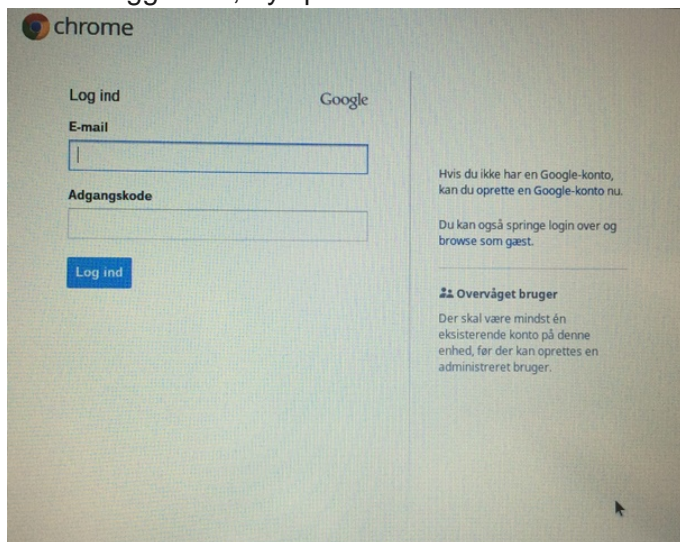 chrome
Log ind
Google
E-mail
Adgangskode
Log ind
Hvis du ikke har en Google-konto,
kan du oprette en Google-konto nu.
Du kan også springe login over og
browse som gæst.
Overvåget bruger
Der skal være mindst én
eksisterende konto på denne
enhed, før der kan oprettes en
administreret bruger.